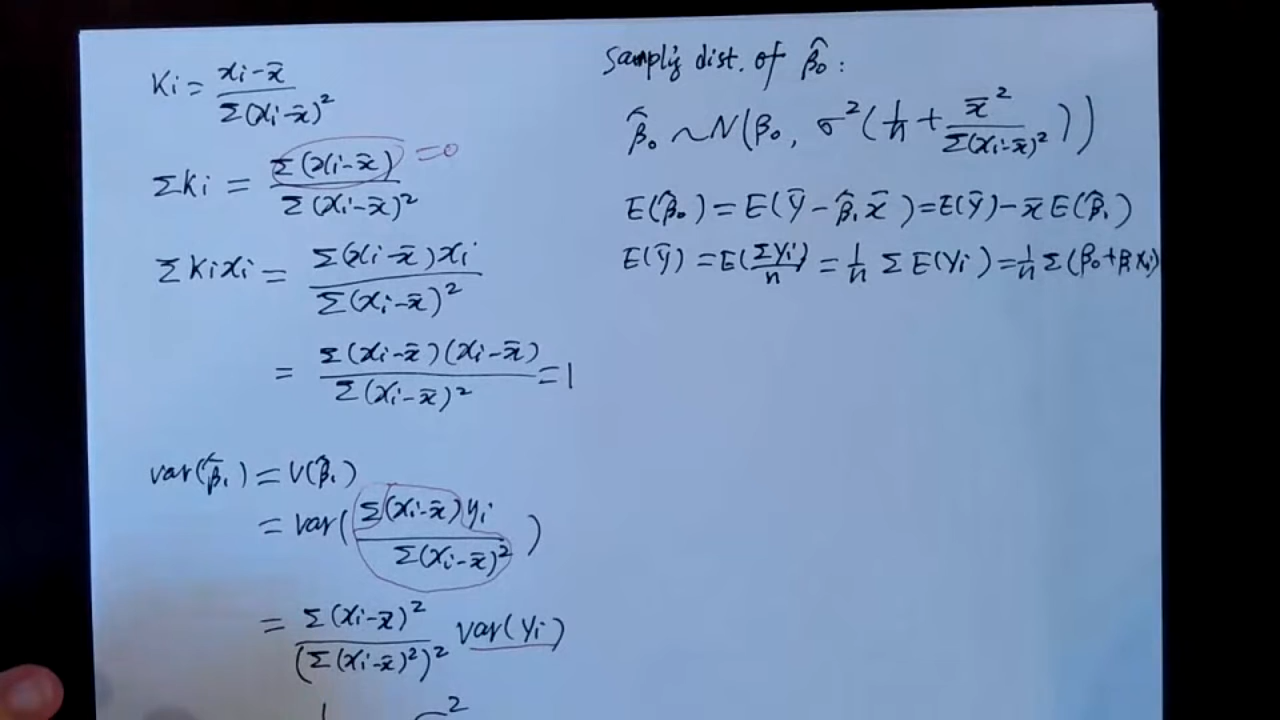 Ki = xi-x̄ / Σ(xi-x̄)²
ΣKi = Σ(xi-x̄) / Σ(xi-x̄)² =0
ΣKixi = Σ(xi-x̄)xi / Σ(xi-x̄)²
= Σ(xi-x̄)(xi-x̄) / Σ(xi-x̄)² =1
var(β̂₁) = V(β̂₁)
= var( Σ(xi-x̄)yi / Σ(xi-x̄)² )
= Σ(xi-x̄)² / (Σ(xi-x̄)²)² var(yi)
Sampl'g dist. of β̂₀ :
β̂₀ ~ N(β₀, σ²(1/n + x̄² / Σ(xi-x̄)²))
E(β̂₀) = E(ȳ - β̂₁x̄) = E(ȳ) - x̄E(β̂₁)
E(ȳ) = E(Σyi / n) = 1/n ΣE(yi) = 1/n Σ(β₀+β₁xi)